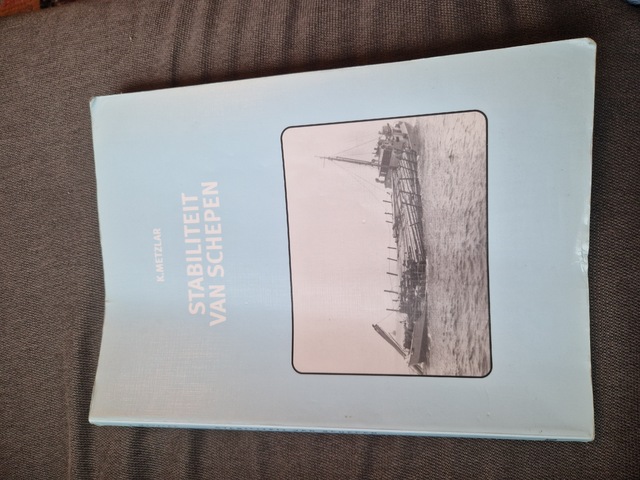 K.METZLAR
STABILITEIT
VAN SCHEPEN